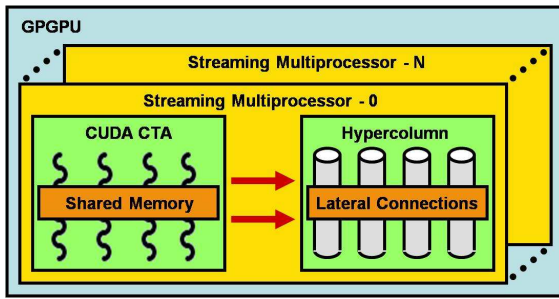 GPGPU
Streaming Multiprocessor - N
Streaming Multiprocessor - 0
CUDA CTA
Hypercolumn
Shared Memory
Lateral Connections